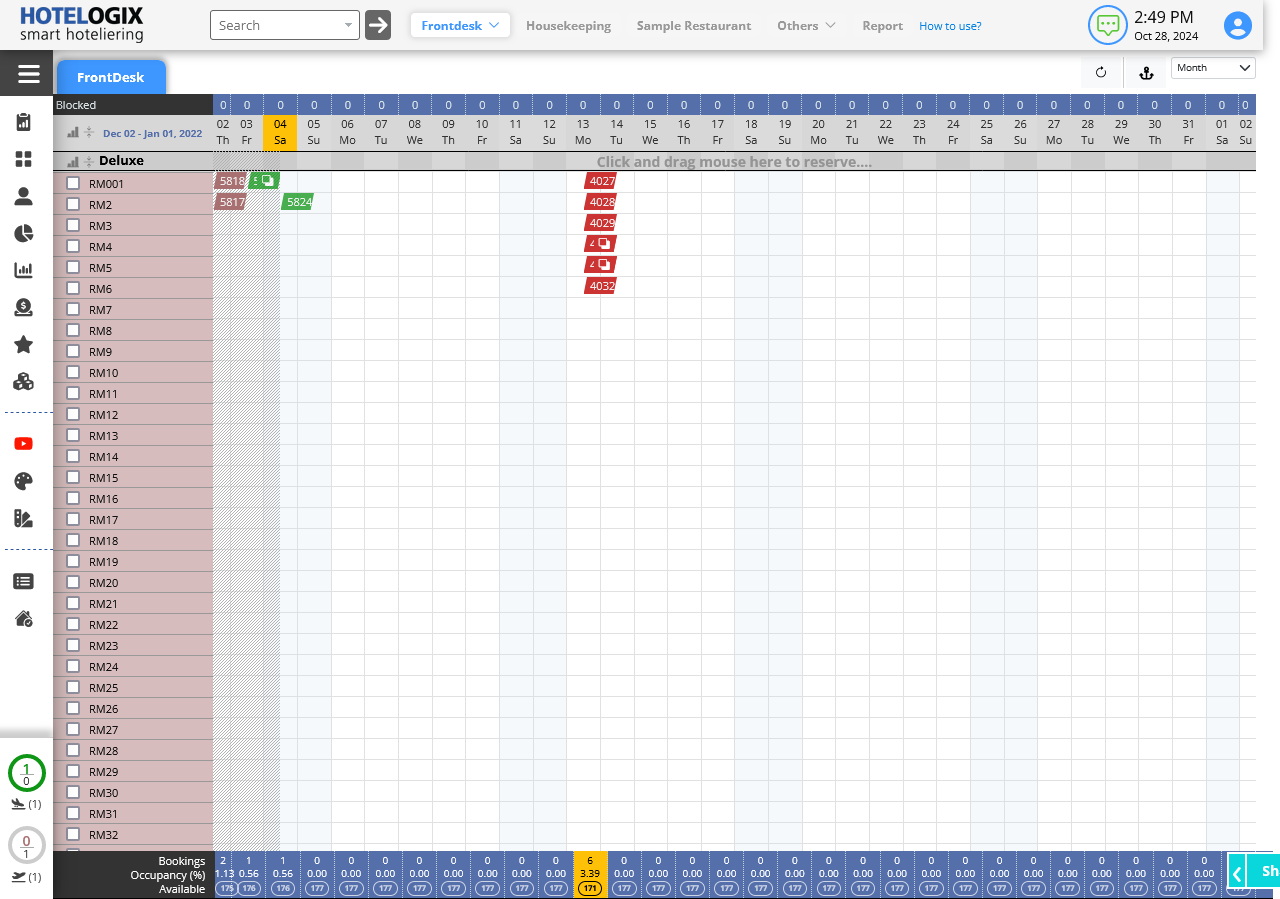 HOTELOGIX
smart hoteliering
Search
Frontdesk
Housekeeping
Sample Restaurant
Others
Report
How to use?
2:49 PM
Oct 28, 2024
FrontDesk
Month
Blocked 0 0 0 0 0 0 0 0 0 0 0 0 0 0 0 0 0 0 0 0 0 0 0 0 0 0 0 0 0 0 0 0
Dec 02 - Jan 01, 2022
02 03 04 05 06 07 08 09 10 11 12 13 14 15 16 17 18 19 20 21 22 23 24 25 26 27 28 29 30 31 01 02
Th Fr Sa Su Mo Tu We Th Fr Sa Su Mo Tu We Th Fr Sa Su Mo Tu We Th Fr Sa Su Mo Tu We Th Fr Sa Su
Deluxe Click and drag mouse here to reserve....
RM001 5818 4027
RM2 5817 5824 4028
RM3 4029
RM4 4
RM5 4
RM6 4032
RM7
RM8
RM9
RM10
RM11
RM12
RM13
RM14
RM15
RM16
RM17
RM18
RM19
RM20
RM21
RM22
RM23
RM24
RM25
RM26
RM27
RM28
RM29
RM30
RM31
RM32
1
0
(1)
0
1
(1)
Bookings 2 1 1 0 0 0 0 0 0 0 0 6 0 0 0 0 0 0 0 0 0 0 0 0 0 0 0 0 0 0
Occupancy (%) 1.13 0.56 0.56 0.00 0.00 0.00 0.00 0.00 0.00 0.00 0.00 3.39 0.00 0.00 0.00 0.00 0.00 0.00 0.00 0.00 0.00 0.00 0.00 0.00 0.00 0.00 0.00 0.00 0.00 0.00
Available 175 176 176 177 177 177 177 177 177 177 177 171 177 177 177 177 177 177 177 177 177 177 177 177 177 177 177 177 177 177
Sh